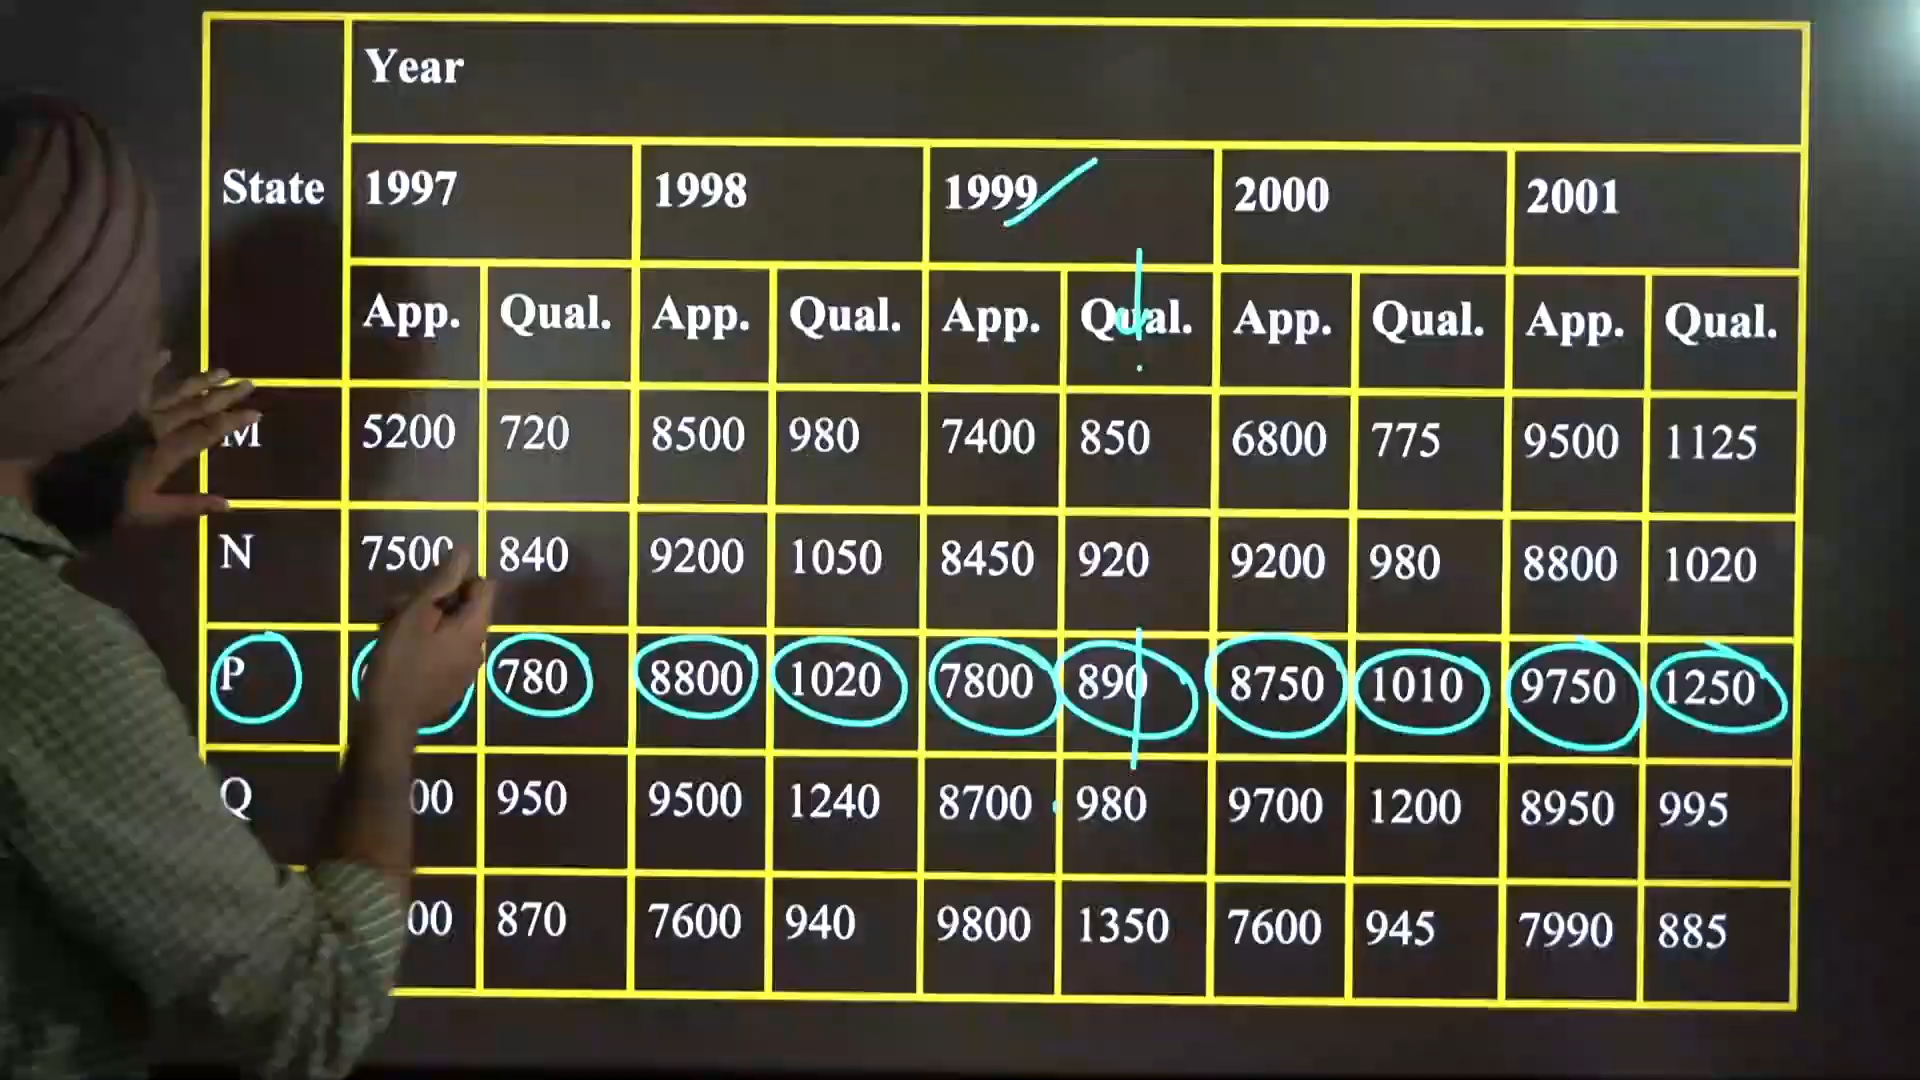 Year
State 1997 1998 1999 2000 2001
App. Qual. App. Qual. App. Qual. App. Qual. App. Qual.
M 5200 720 8500 980 7400 850 6800 775 9500 1125
N 7500 840 9200 1050 8450 920 9200 980 8800 1020
P 780 8800 1020 7800 890 8750 1010 9750 1250
Q 950 9500 1240 8700 980 9700 1200 8950 995
870 7600 940 9800 1350 7600 945 7990 885